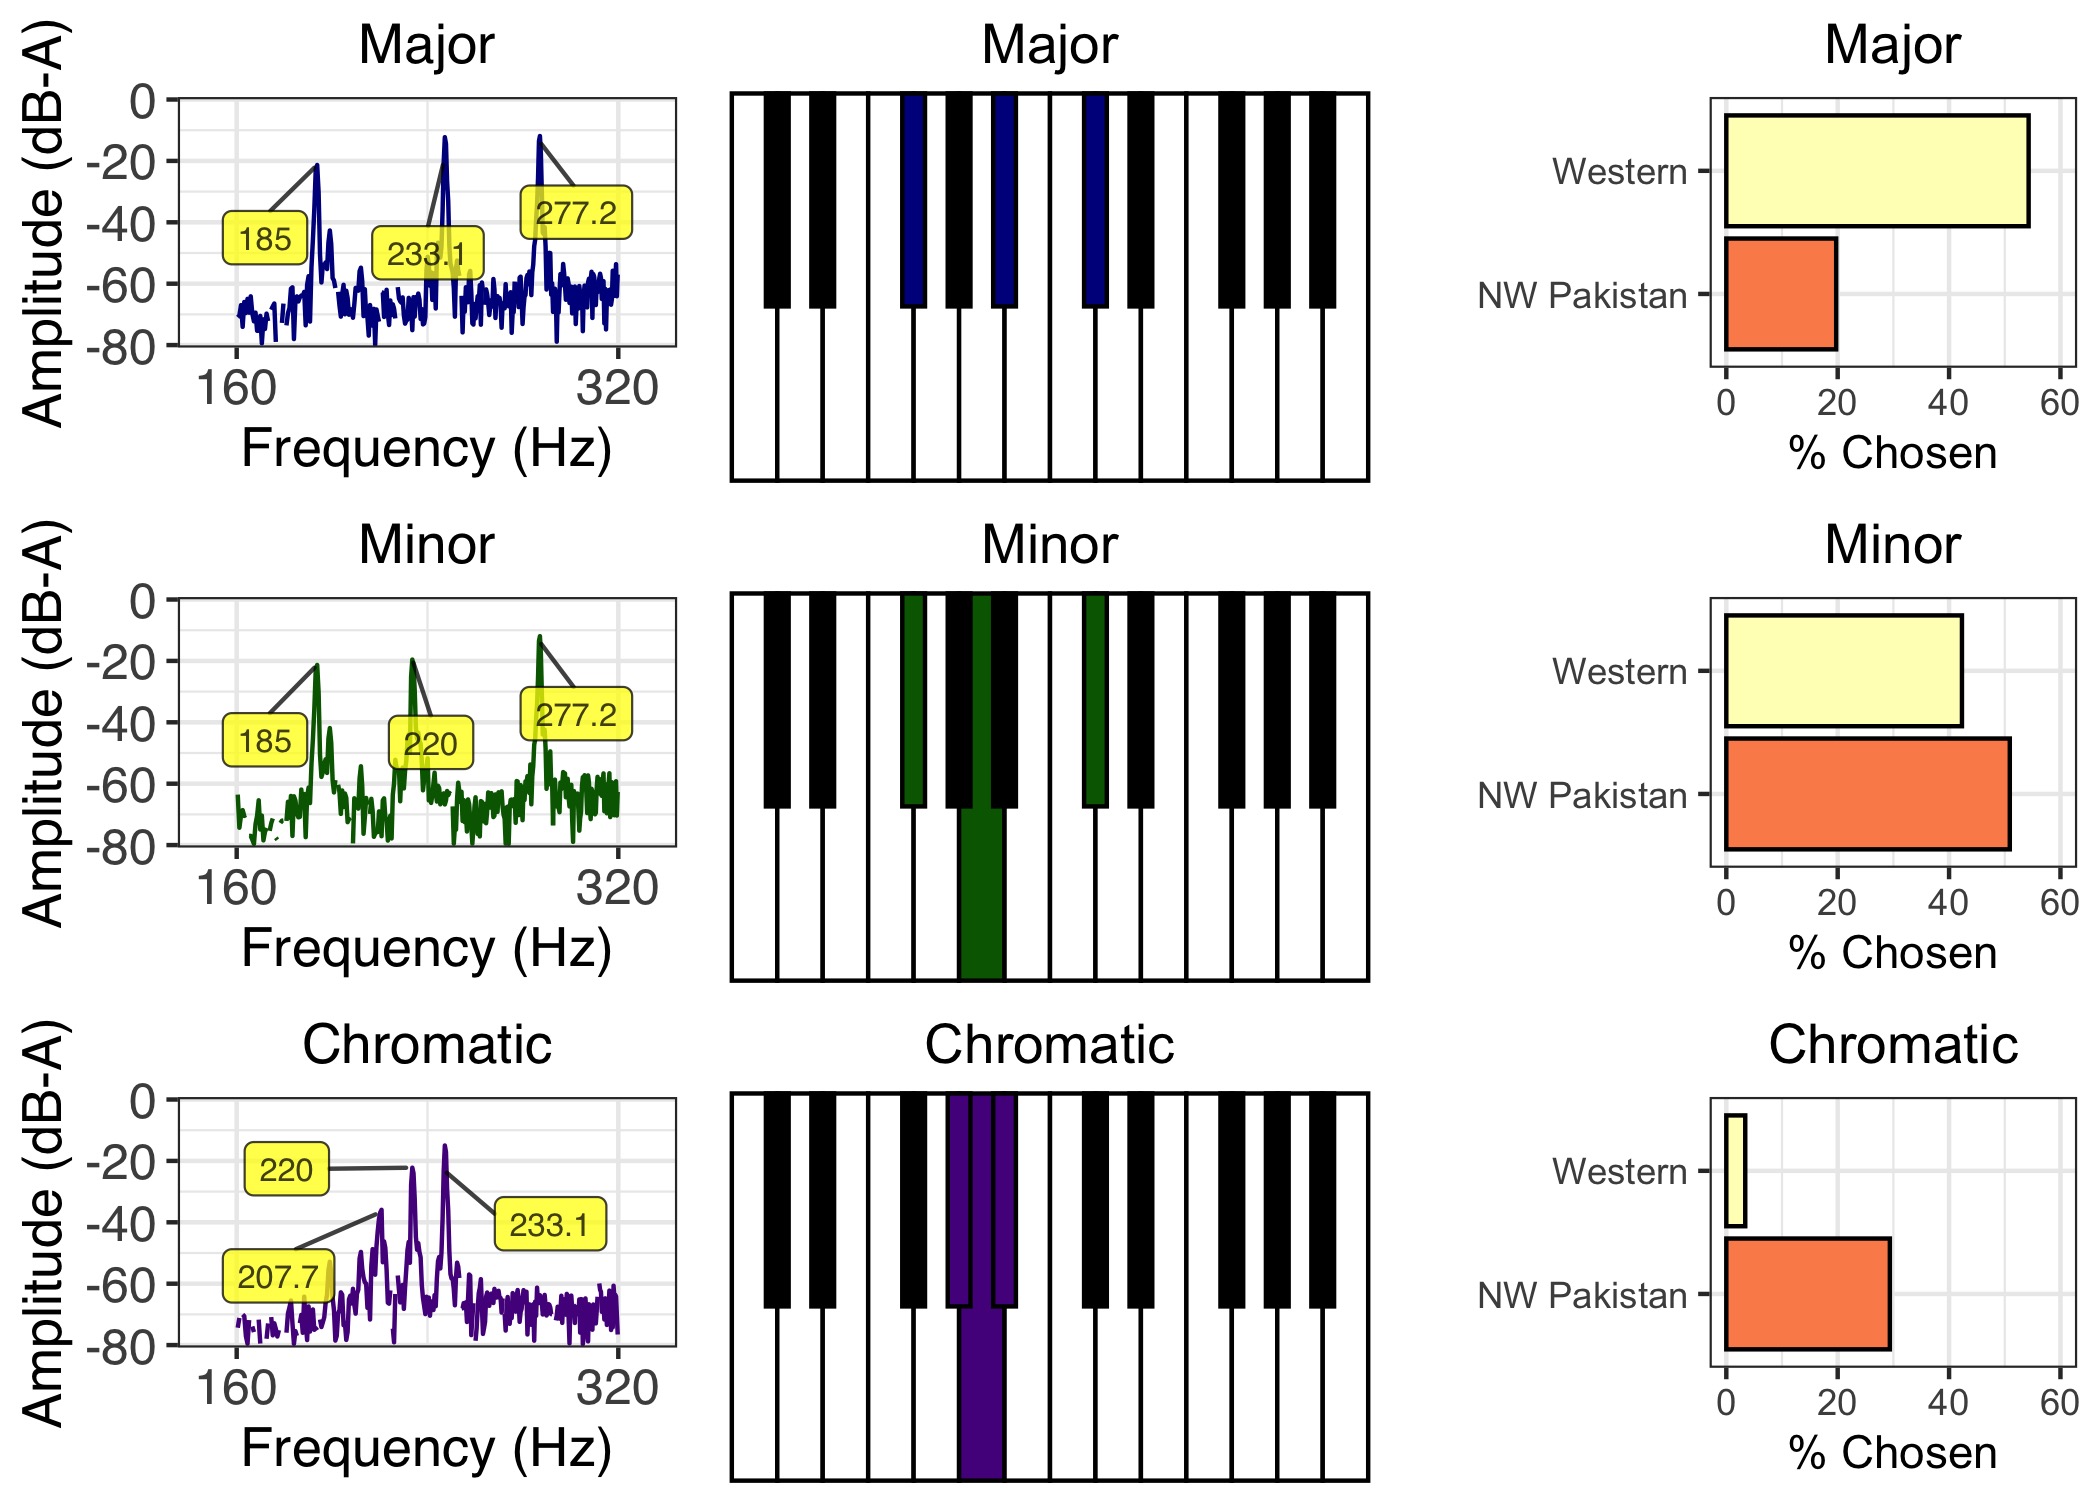 Major
Major
Major
Amplitude (dB-A)
0
-20
-40
-60
-80
185
233.1
277.2
160
320
Frequency (Hz)
Western
NW Pakistan
0
20
40
60
% Chosen
Minor
Minor
Minor
Amplitude (dB-A)
0
-20
-40
-60
-80
185
220
277.2
160
320
Frequency (Hz)
Western
NW Pakistan
0
20
40
60
% Chosen
Chromatic
Chromatic
Chromatic
Amplitude (dB-A)
0
-20
-40
-60
-80
220
207.7
233.1
160
320
Frequency (Hz)
Western
NW Pakistan
0
20
40
60
% Chosen